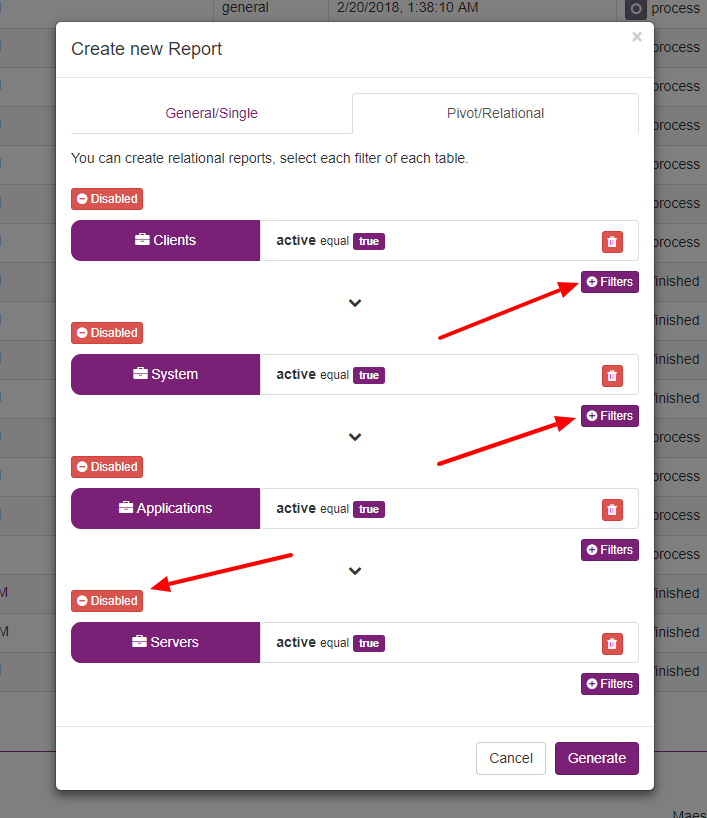 general 2/20/2018, 1:38:10 AM process
Create new Report ×
process
process
General/Single Pivot/Relational
process
You can create relational reports, select each filter of each table.
process
Disabled
process
Clients active equal true
process
Filters
finished
finished
Disabled
finished
System active equal true
finished
Filters
process
Disabled
process
Applications active equal true
process
Filters
process
Disabled
M finished
Servers active equal true
M finished
Filters
finished
Cancel Generate
Maes